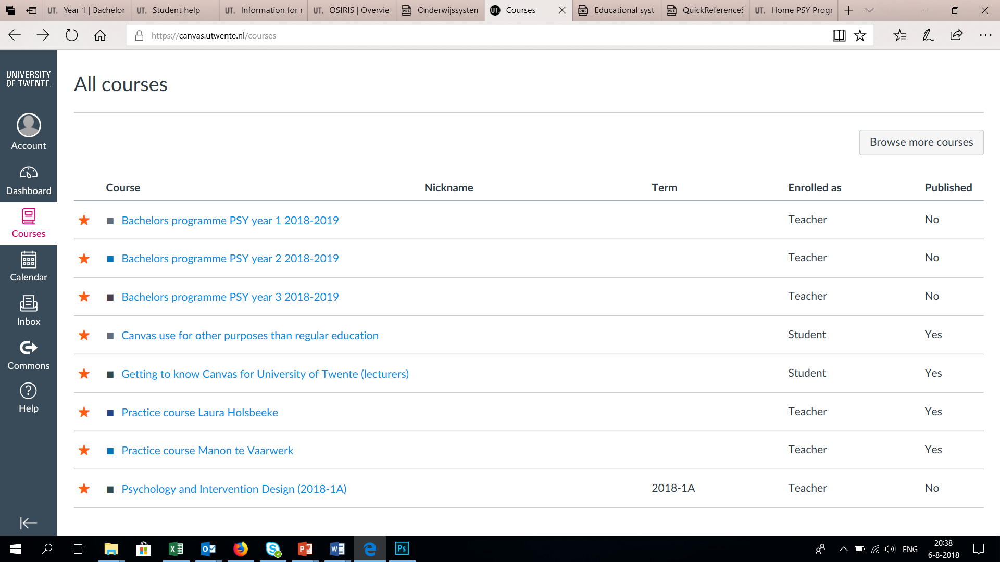 UT. Year 1 | Bachelor
UT. Student help
UT. Information for
UT. OSIRIS | Overvie
PDF Onderwijssystem
UT. Courses
PDF Educational syst
PDF QuickReference
UT. Home PSY Progr
https://canvas.utwente.nl/courses
UNIVERSITY
OF TWENTE.
Account
Dashboard
Courses
Calendar
Inbox
Commons
Help
All courses
Browse more courses
Course Nickname Term Enrolled as Published
Bachelors programme PSY year 1 2018-2019 Teacher No
Bachelors programme PSY year 2 2018-2019 Teacher No
Bachelors programme PSY year 3 2018-2019 Teacher No
Canvas use for other purposes than regular education Student Yes
Getting to know Canvas for University of Twente (lecturers) Student Yes
Practice course Laura Holsbeeke Teacher Yes
Practice course Manon te Vaarwerk Teacher Yes
Psychology and Intervention Design (2018-1A) 2018-1A Teacher No
ENG
20:38
6-8-2018